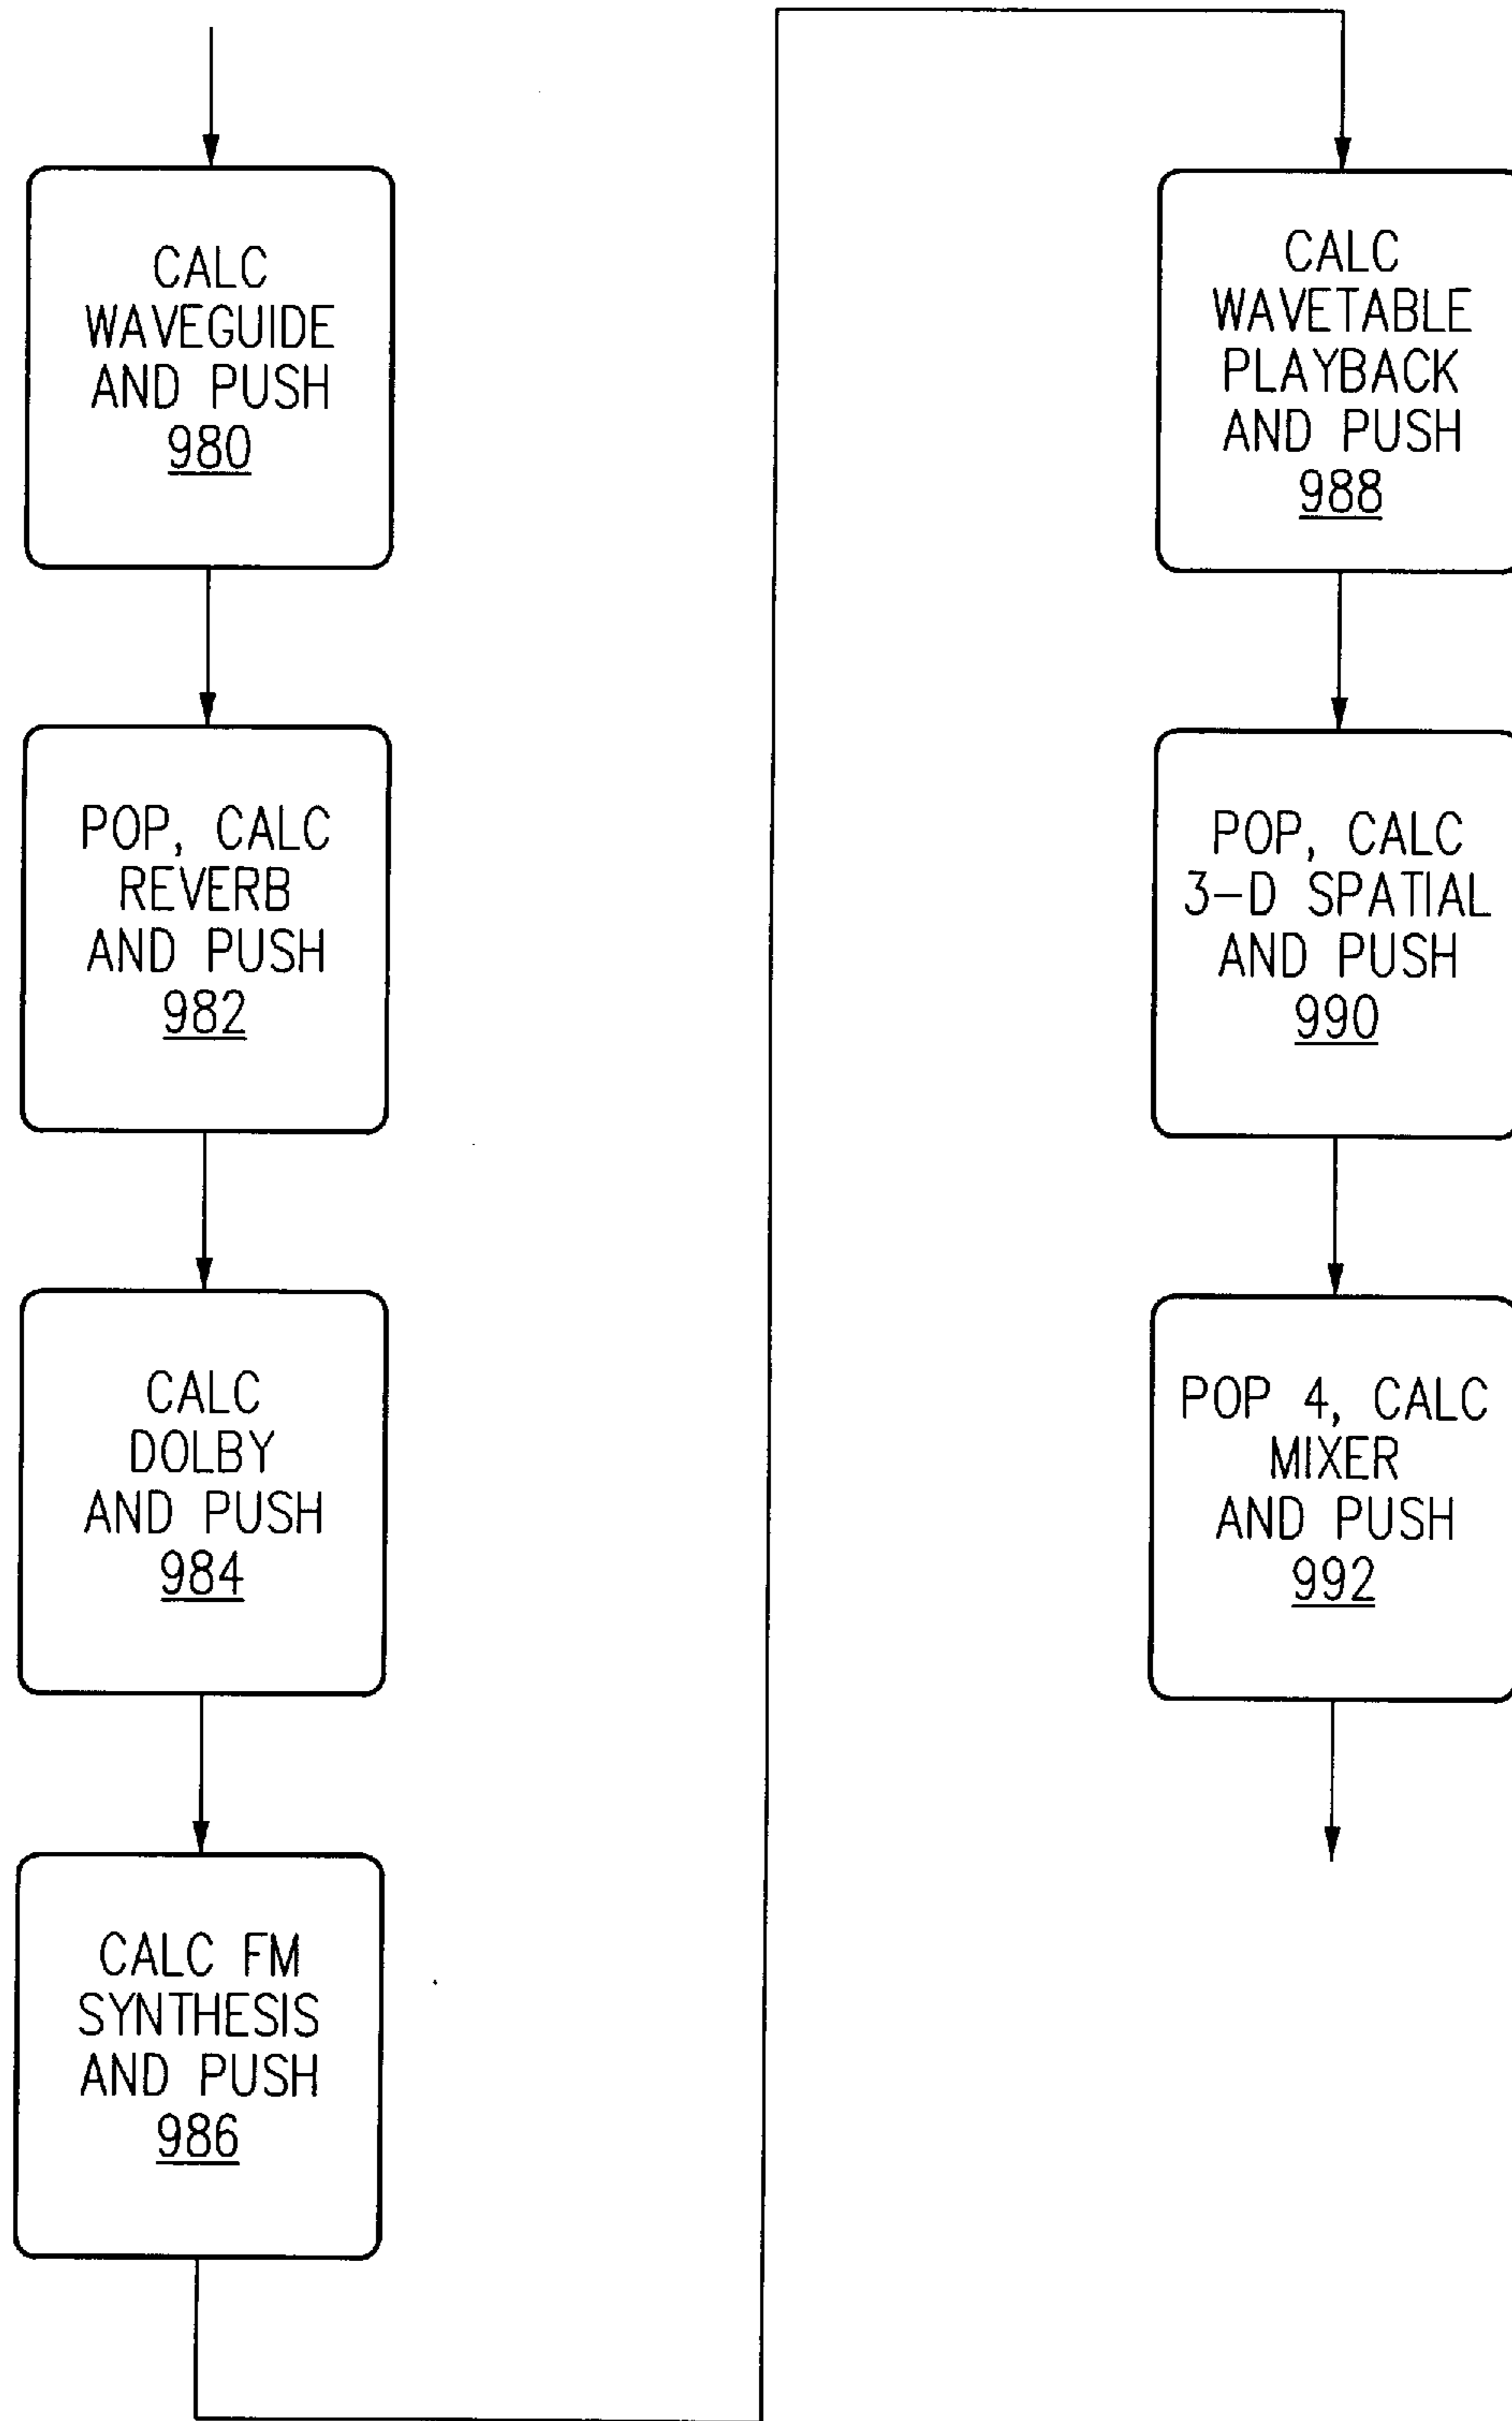 CALC
WAVEGUIDE
AND PUSH
980
POP, CALC
REVERB
AND PUSH
982
CALC
DOLBY
AND PUSH
984
CALC FM
SYNTHESIS
AND PUSH
986
CALC
WAVETABLE
PLAYBACK
AND PUSH
988
POP, CALC
3-D SPATIAL
AND PUSH
990
POP 4, CALC
MIXER
AND PUSH
992